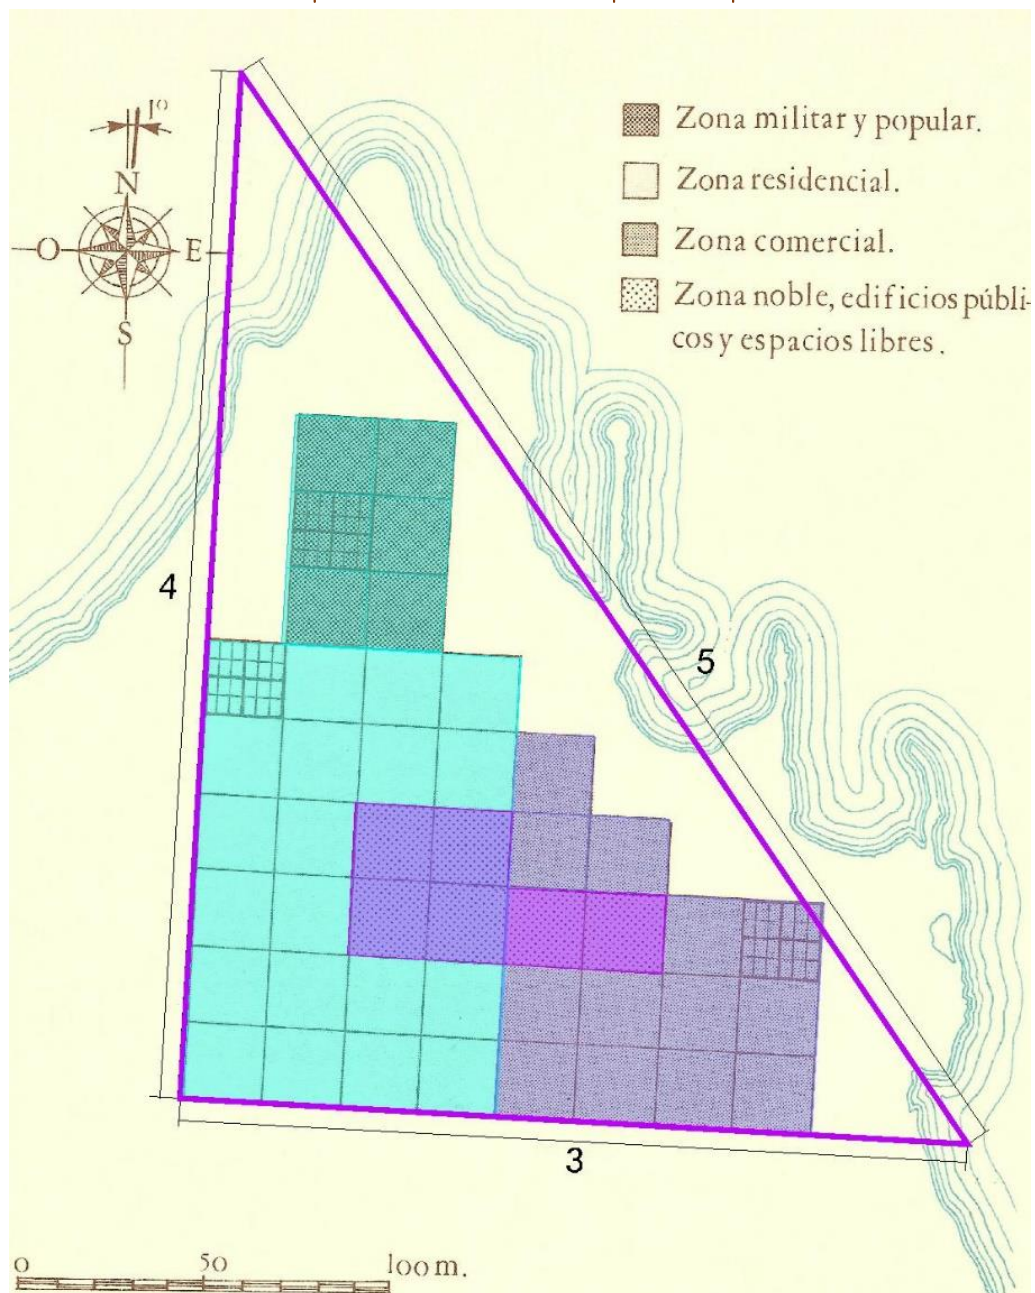 1º
N
O
E
S
Zona militar y popular.
Zona residencial.
Zona comercial.
Zona noble, edificios públi-
cos y espacios libres.
4
5
3
0 50 100 m.